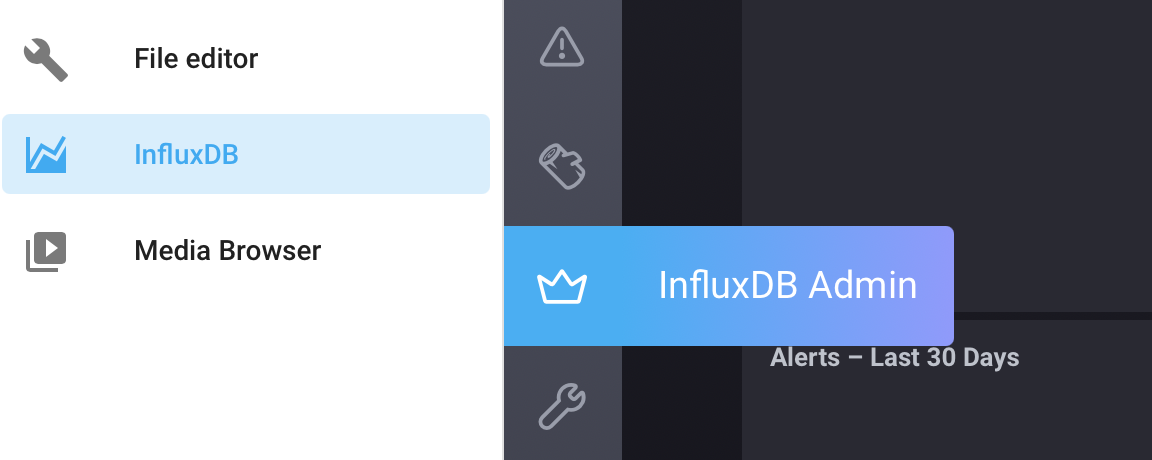 File editor
InfluxDB
Media Browser
InfluxDB Admin
Alerts – Last 30 Days